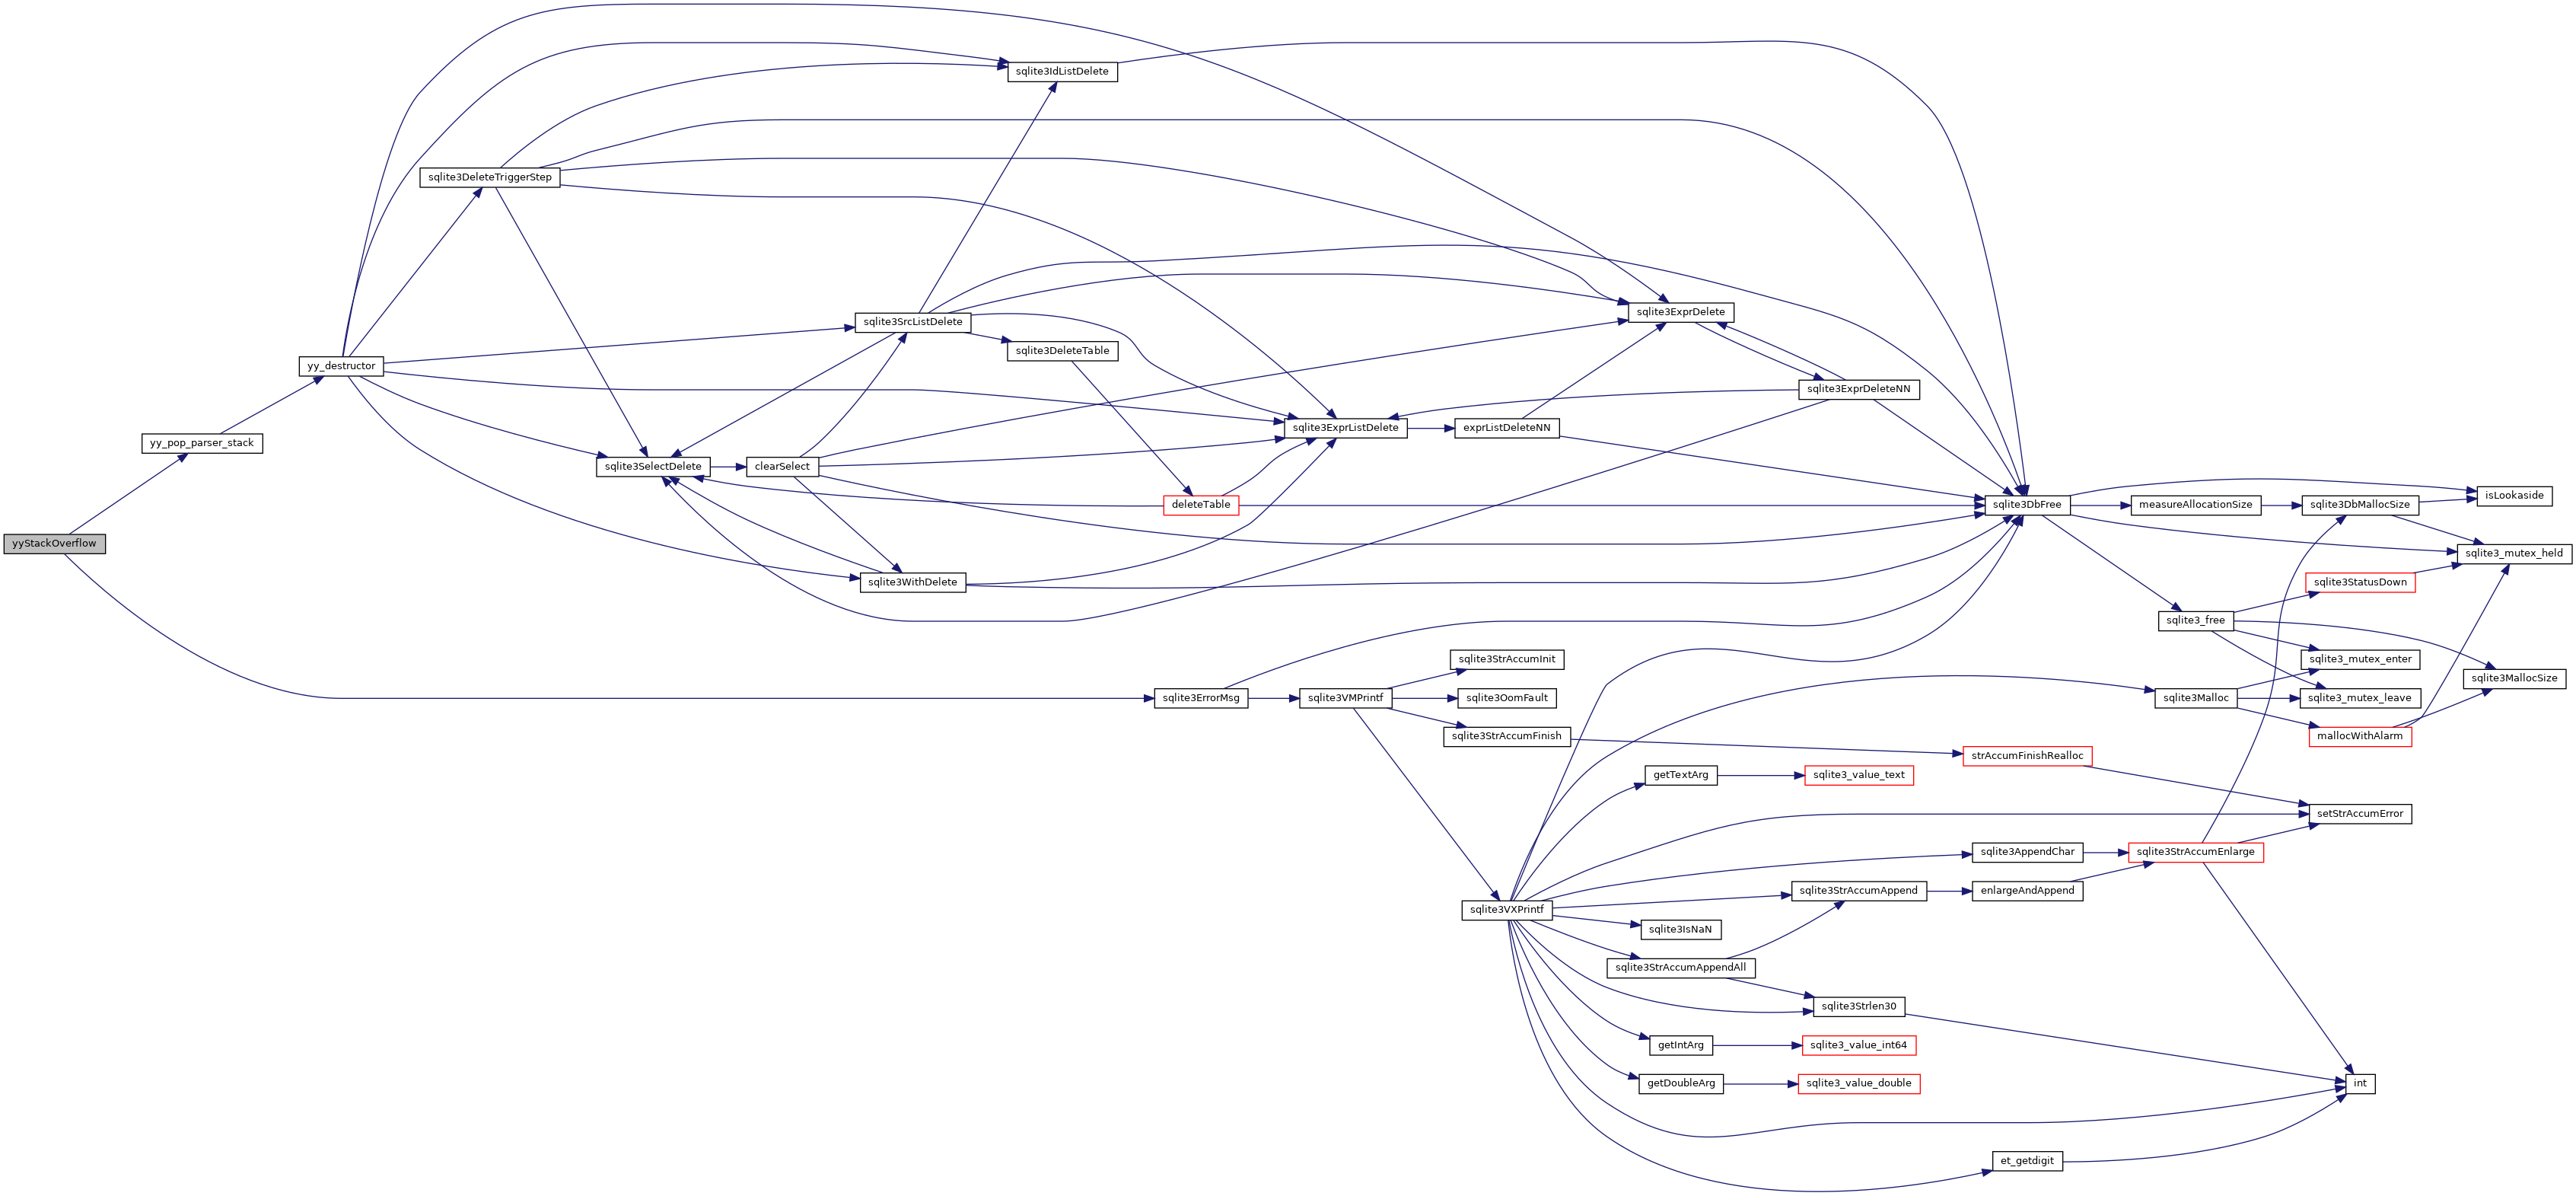 yyStackOverflow
yy_pop_parser_stack
yy_destructor
sqlite3DeleteTriggerStep
sqlite3SelectDelete
clearSelect
sqlite3SrcListDelete
sqlite3WithDelete
sqlite3IdListDelete
sqlite3DeleteTable
deleteTable
sqlite3ErrorMsg
sqlite3ExprListDelete
sqlite3VMPrintf
exprListDeleteNN
sqlite3StrAccumInit
sqlite3OomFault
sqlite3StrAccumFinish
sqlite3VXPrintf
sqlite3ExprDelete
getTextArg
sqlite3IsNaN
sqlite3StrAccumAppendAll
getIntArg
getDoubleArg
sqlite3ExprDeleteNN
sqlite3_value_text
sqlite3StrAccumAppend
sqlite3Strlen30
sqlite3_value_int64
sqlite3_value_double
sqlite3DbFree
strAccumFinishRealloc
sqlite3AppendChar
enlargeAndAppend
et_getdigit
measureAllocationSize
sqlite3_free
sqlite3Malloc
sqlite3StrAccumEnlarge
sqlite3DbMallocSize
sqlite3StatusDown
sqlite3_mutex_enter
sqlite3_mutex_leave
mallocWithAlarm
setStrAccumError
int
isLookaside
sqlite3_mutex_held
sqlite3MallocSize